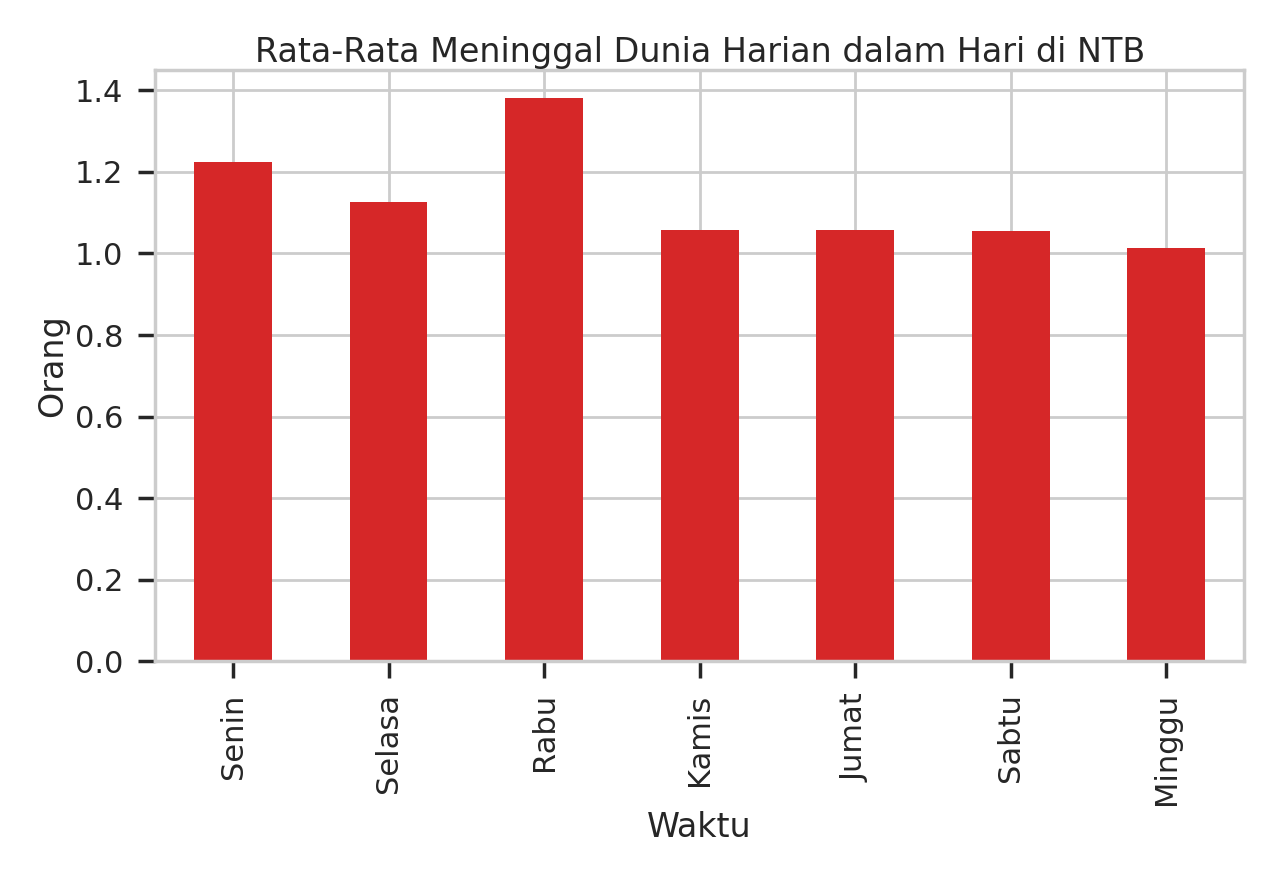 Rata-Rata Meninggal Dunia Harian dalam Hari di NTB
1.4
1.2
1.0
0.8
0.6
0.4
0.2
0.0
Orang
Senin
Selasa
Rabu
Kamis
Jumat
Sabtu
Minggu
Waktu